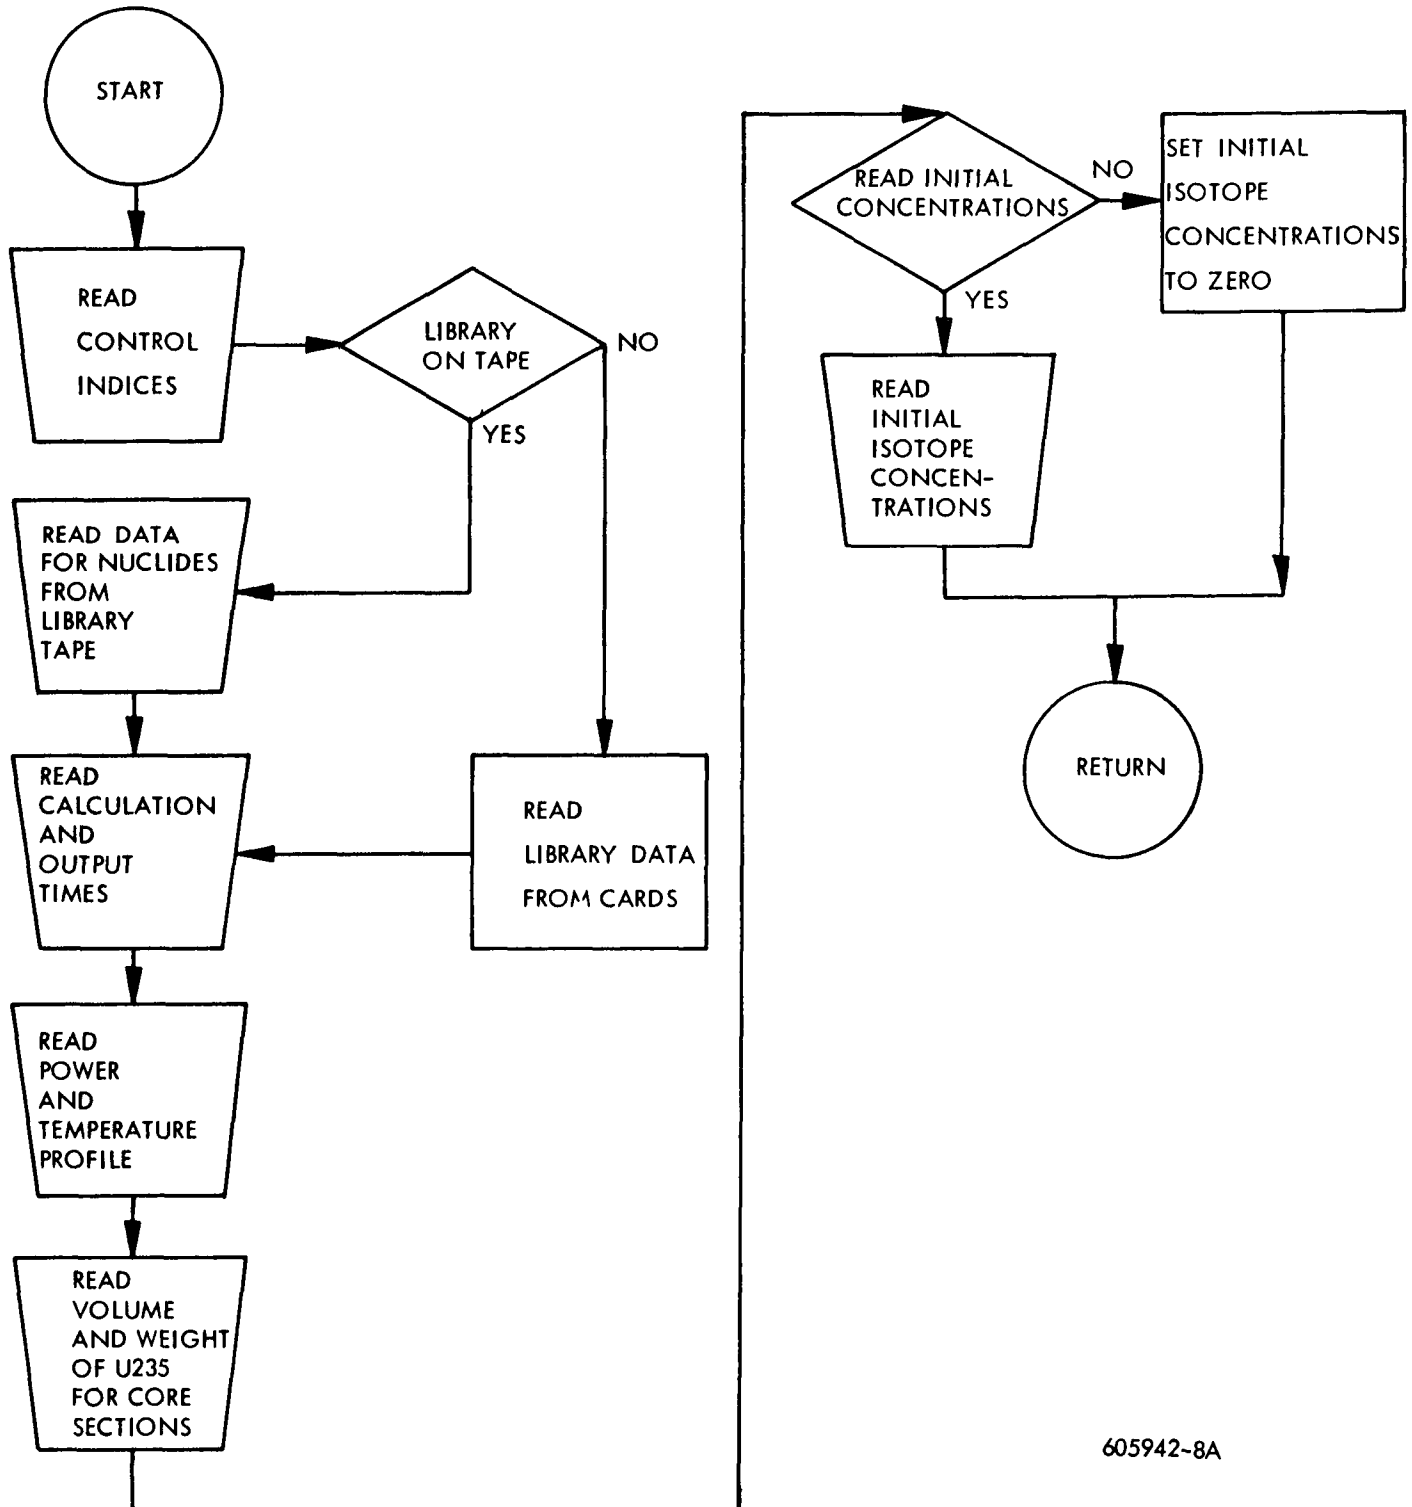 START
READ
CONTROL
INDICES
LIBRARY
ON TAPE
NO
YES
READ DATA
FOR NUCLIDES
FROM
LIBRARY
TAPE
READ
CALCULATION
AND
OUTPUT
TIMES
READ
LIBRARY DATA
FROM CARDS
READ
POWER
AND
TEMPERATURE
PROFILE
READ
VOLUME
AND WEIGHT
OF U235
FOR CORE
SECTIONS
READ INITIAL
CONCENTRATIONS
NO
YES
SET INITIAL
ISOTOPE
CONCENTRATIONS
TO ZERO
READ
INITIAL
ISOTOPE
CONCEN-
TRATIONS
RETURN
605942-8A